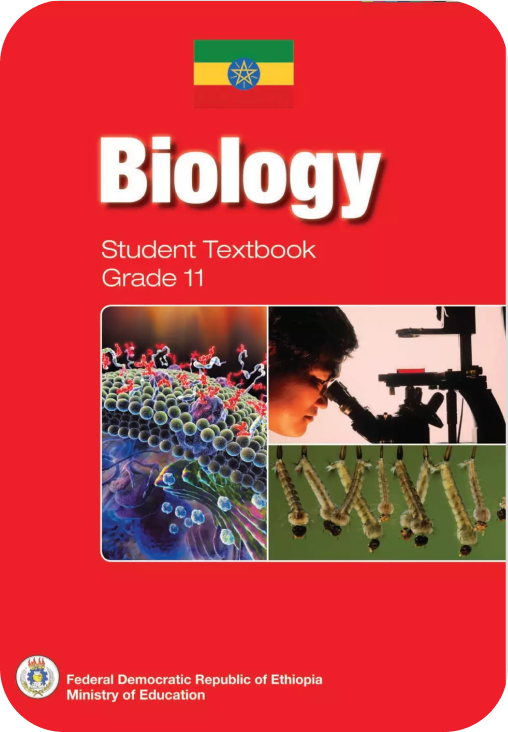 Biology
Student Textbook
Grade 11
Federal Democratic Republic of Ethiopia
Ministry of Education